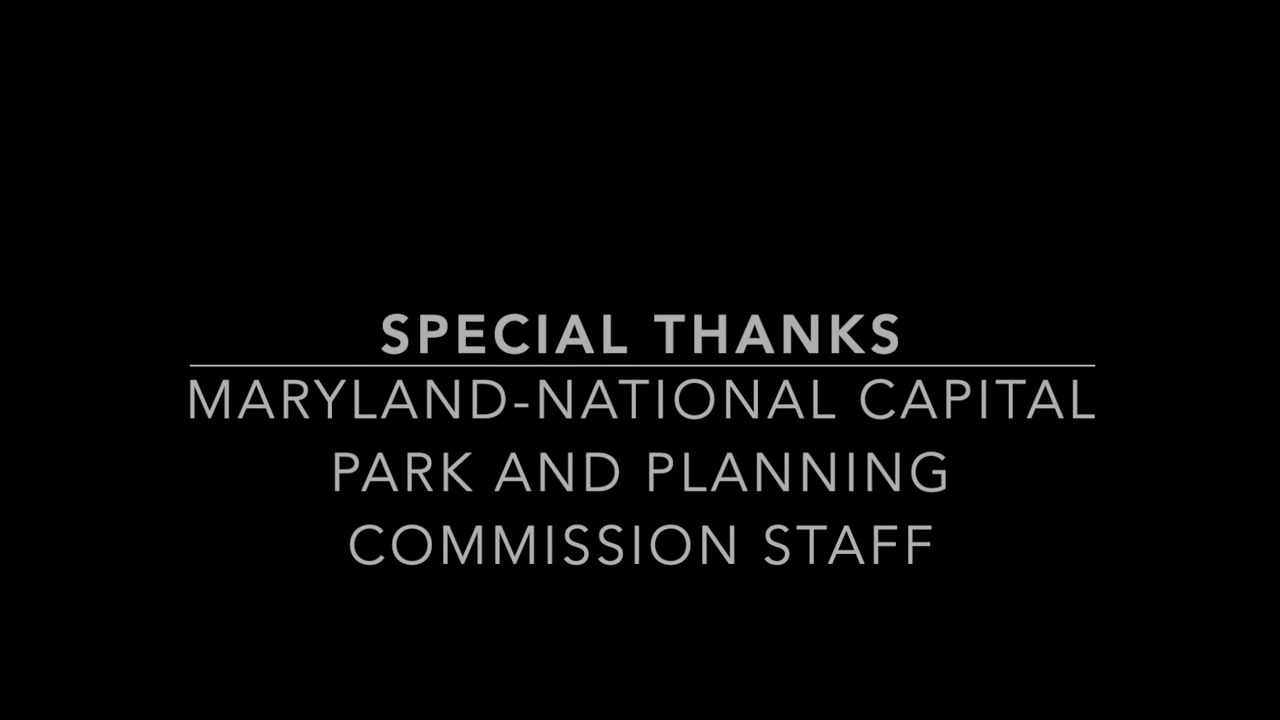 SPECIAL THANKS
MARYLAND-NATIONAL CAPITAL
PARK AND PLANNING
COMMISSION STAFF